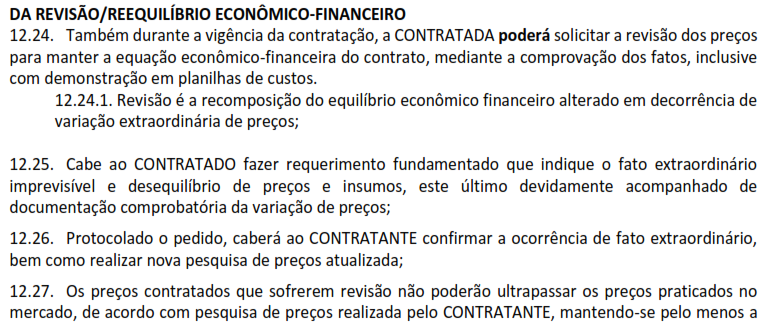 DA REVISÃO/REEQUILÍBRIO ECONÔMICO-FINANCEIRO
12.24. Também durante a vigência da contratação, a CONTRATADA poderá solicitar a revisão dos preços
para manter a equação econômico-financeira do contrato, mediante a comprovação dos fatos, inclusive
com demonstração em planilhas de custos.
12.24.1. Revisão é a recomposição do equilíbrio econômico financeiro alterado em decorrência de
variação extraordinária de preços;
12.25. Cabe ao CONTRATADO fazer requerimento fundamentado que indique o fato extraordinário
imprevisível e desequilíbrio de preços e insumos, este último devidamente acompanhado de
documentação comprobatória da variação de preços;
12.26. Protocolado o pedido, caberá ao CONTRATANTE confirmar a ocorrência de fato extraordinário,
bem como realizar nova pesquisa de preços atualizada;
12.27. Os preços contratados que sofrerem revisão não poderão ultrapassar os preços praticados no
mercado, de acordo com pesquisa de preços realizada pelo CONTRATANTE, mantendo-se pelo menos a